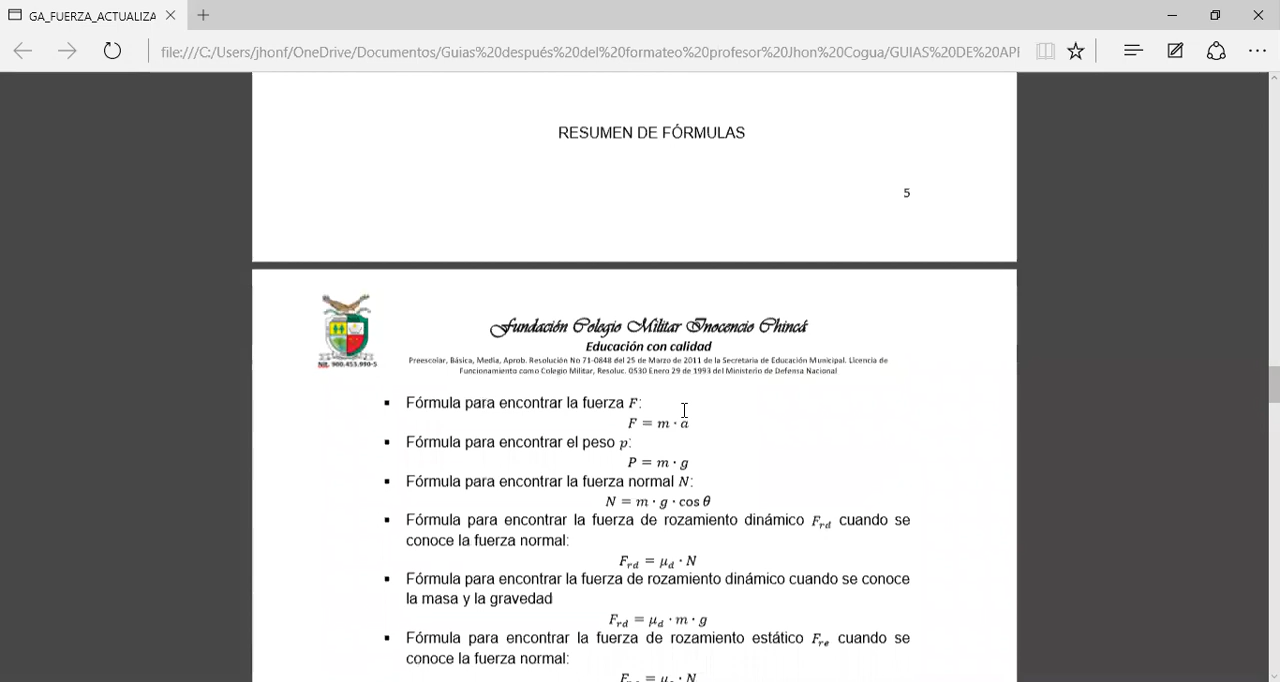 GA_FUERZA_ACTUALIZA
file:///C:/Users/jhonf/OneDrive/Documentos/Guias%20después%20del%20formateo%20profesor%20Jhon%20Cogua/GUIAS%20DE%20API
RESUMEN DE FÓRMULAS
5
Fundación Colegio Militar Inocencio Chincá
Educación con calidad
Preescolar, Básica, Media, Aprob. Resolución No 71-0848 del 25 de Marzo de 2011 de la Secretaria de Educación Municipal. Licencia de
Funcionamiento como Colegio Militar, Resoluc. 0530 Enero 29 de 1993 del Ministerio de Defensa Nacional
NIT. 900.455.990-5
▪ Fórmula para encontrar la fuerza F:
F = m · a
▪ Fórmula para encontrar el peso p:
P = m · g
▪ Fórmula para encontrar la fuerza normal N:
N = m · g · cos θ
▪ Fórmula para encontrar la fuerza de rozamiento dinámico F_rd cuando se
conoce la fuerza normal:
F_rd = μ_d · N
▪ Fórmula para encontrar la fuerza de rozamiento dinámico cuando se conoce
la masa y la gravedad
F_rd = μ_d · m · g
▪ Fórmula para encontrar la fuerza de rozamiento estático F_re cuando se
conoce la fuerza normal: